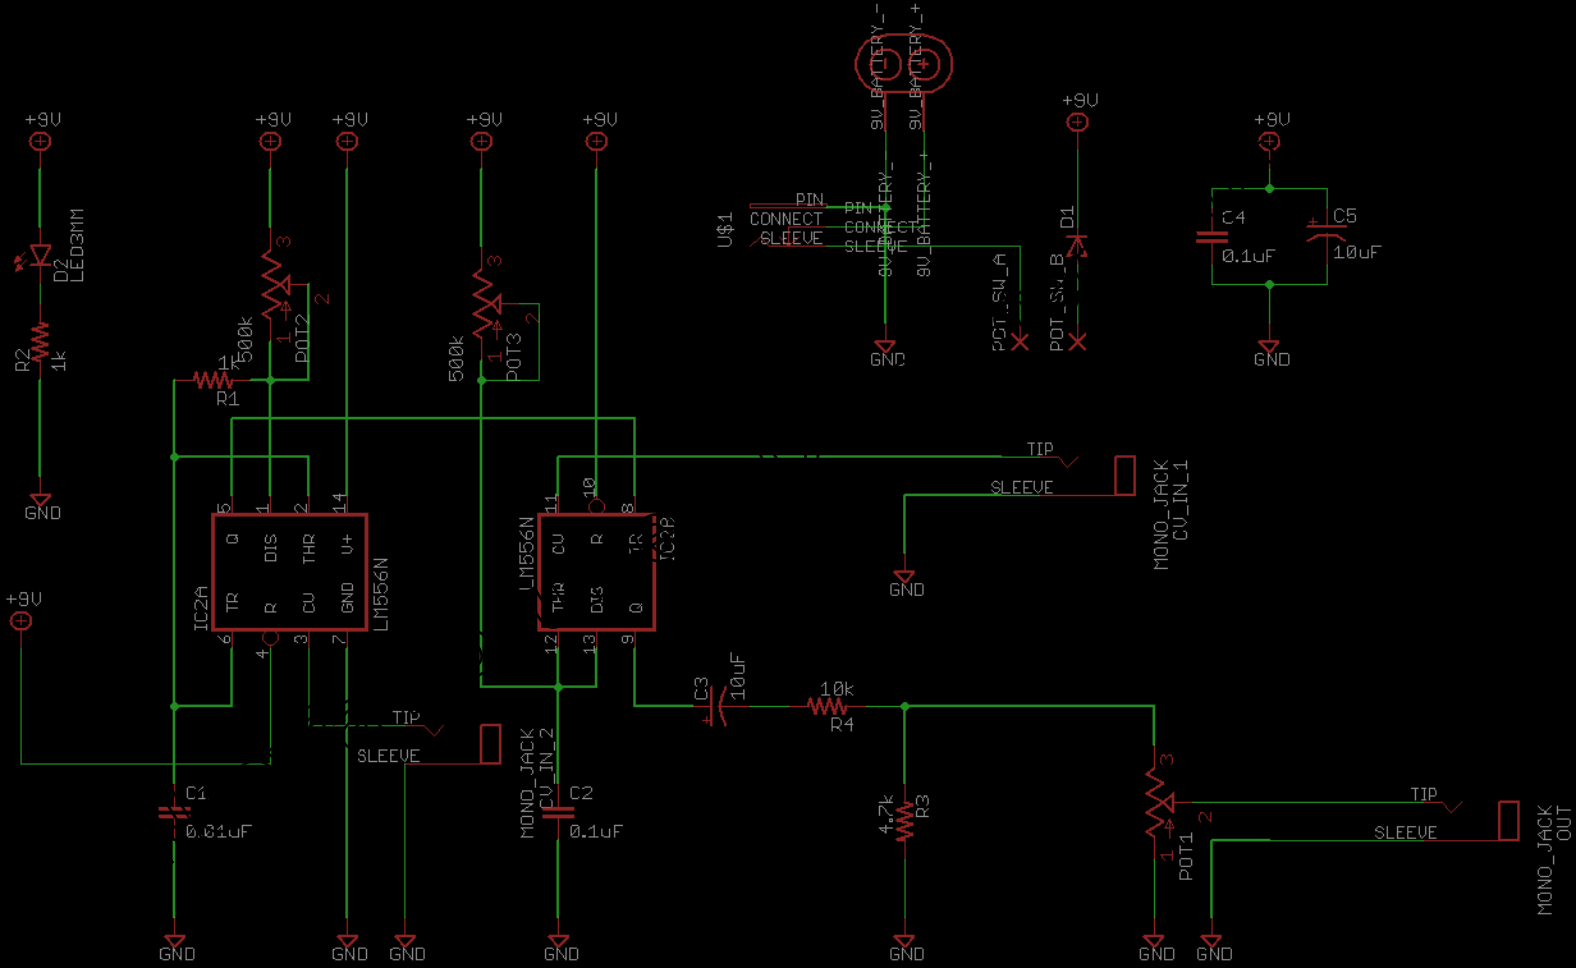 9V_BATTERY_-
9V_BATTERY_+
+9V
+9V
+9V
+9V
+9V
+9V
+9V
9V_BATTERY_-
9V_BATTERY_+
PIN
PIN
CONNECT
CONNECT
SLEEVE
SLEEVE
U$1
POT_SW_A
POT_SW_B
D1
C4
0.1uF
C5
10uF
GND
GND
D2
LED3MM
R2
1k
GND
3
2
1
500k
POT2
1k
R1
3
2
1
500k
POT3
5
1
2
14
Q
DIS
THR
V+
TR
R
CV
GND
IC2A
LM556N
6
4
3
7
+9V
11
10
8
CV
R
TR
THR
DIS
Q
LM556N
IC2B
12
13
9
TIP
SLEEVE
MONO_JACK
CV_IN_1
GND
TIP
SLEEVE
MONO_JACK
CV_IN_2
C1
0.01uF
C2
0.1uF
C3
10uF
10k
R4
4.7k
R3
3
2
1
POT1
TIP
SLEEVE
MONO_JACK
OUT
GND
GND
GND
GND
GND
GND
GND